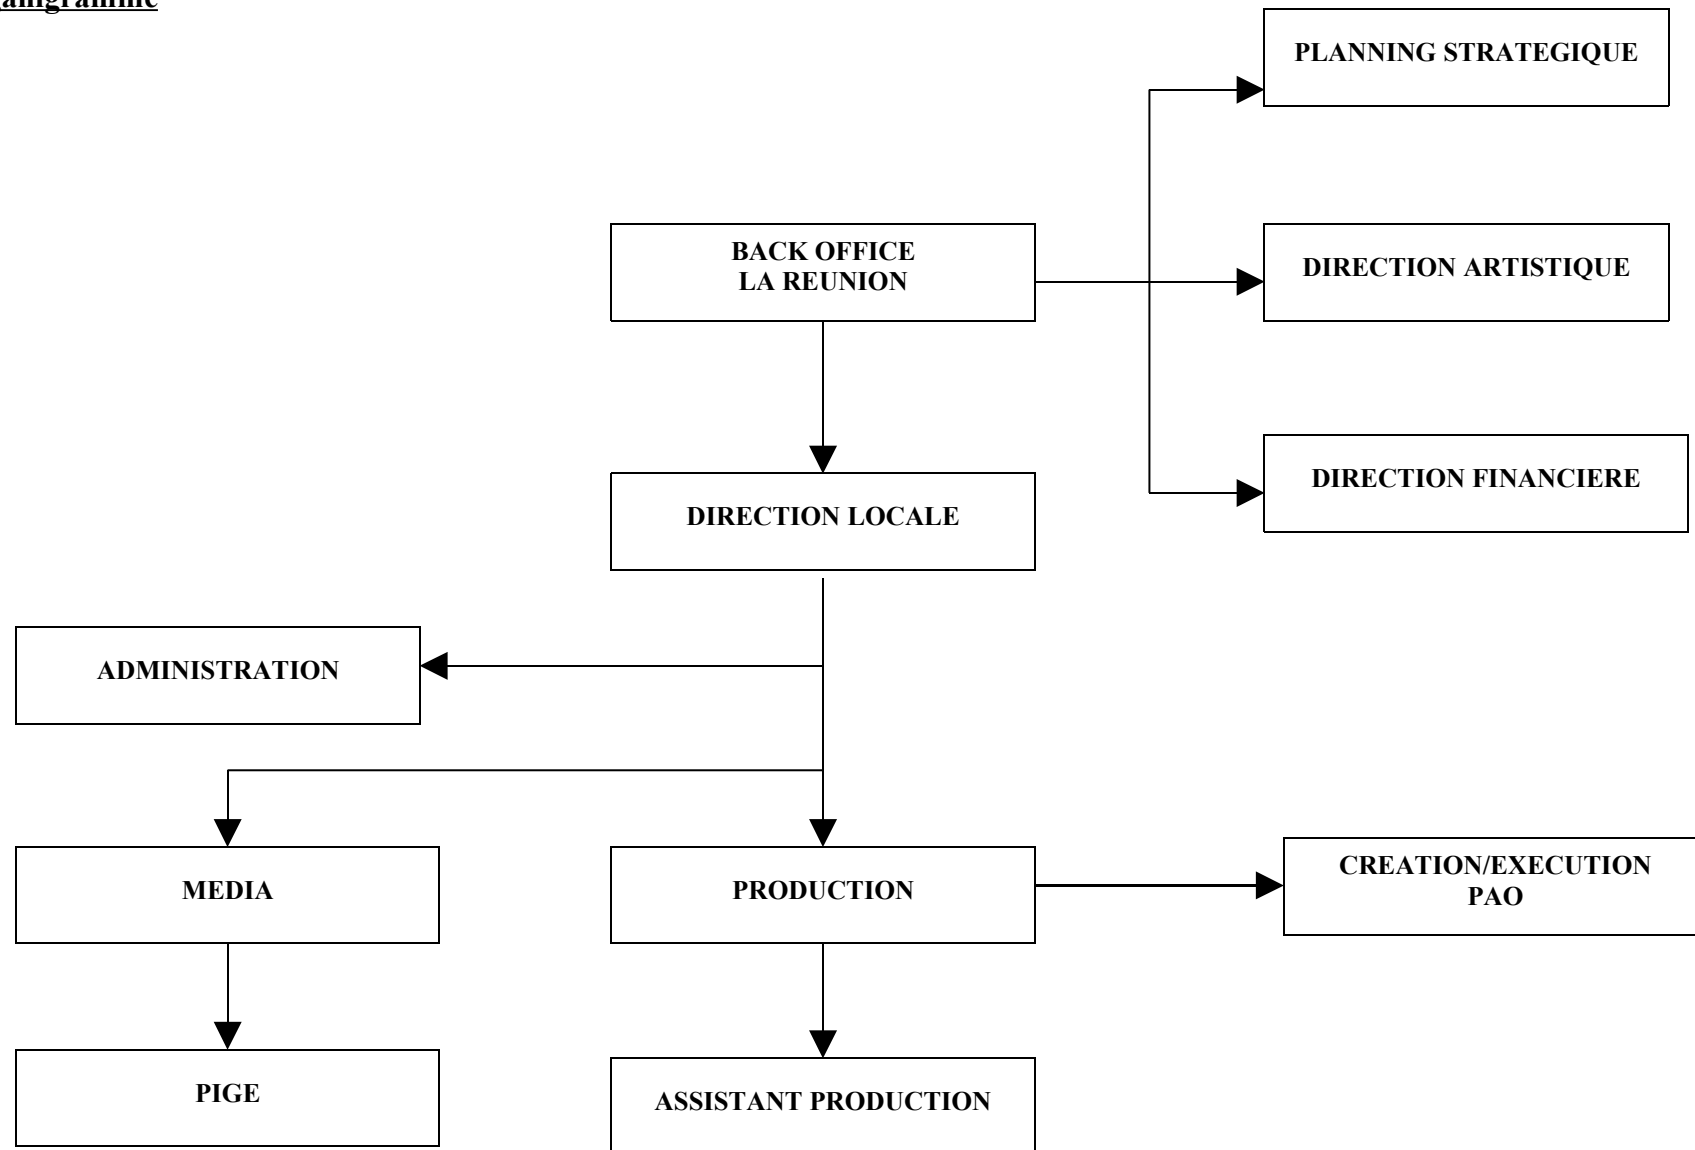 PLANNING STRATEGIQUE
BACK OFFICE
LA REUNION
DIRECTION ARTISTIQUE
DIRECTION FINANCIERE
DIRECTION LOCALE
ADMINISTRATION
MEDIA
PRODUCTION
CREATION/EXECUTION
PAO
PIGE
ASSISTANT PRODUCTION